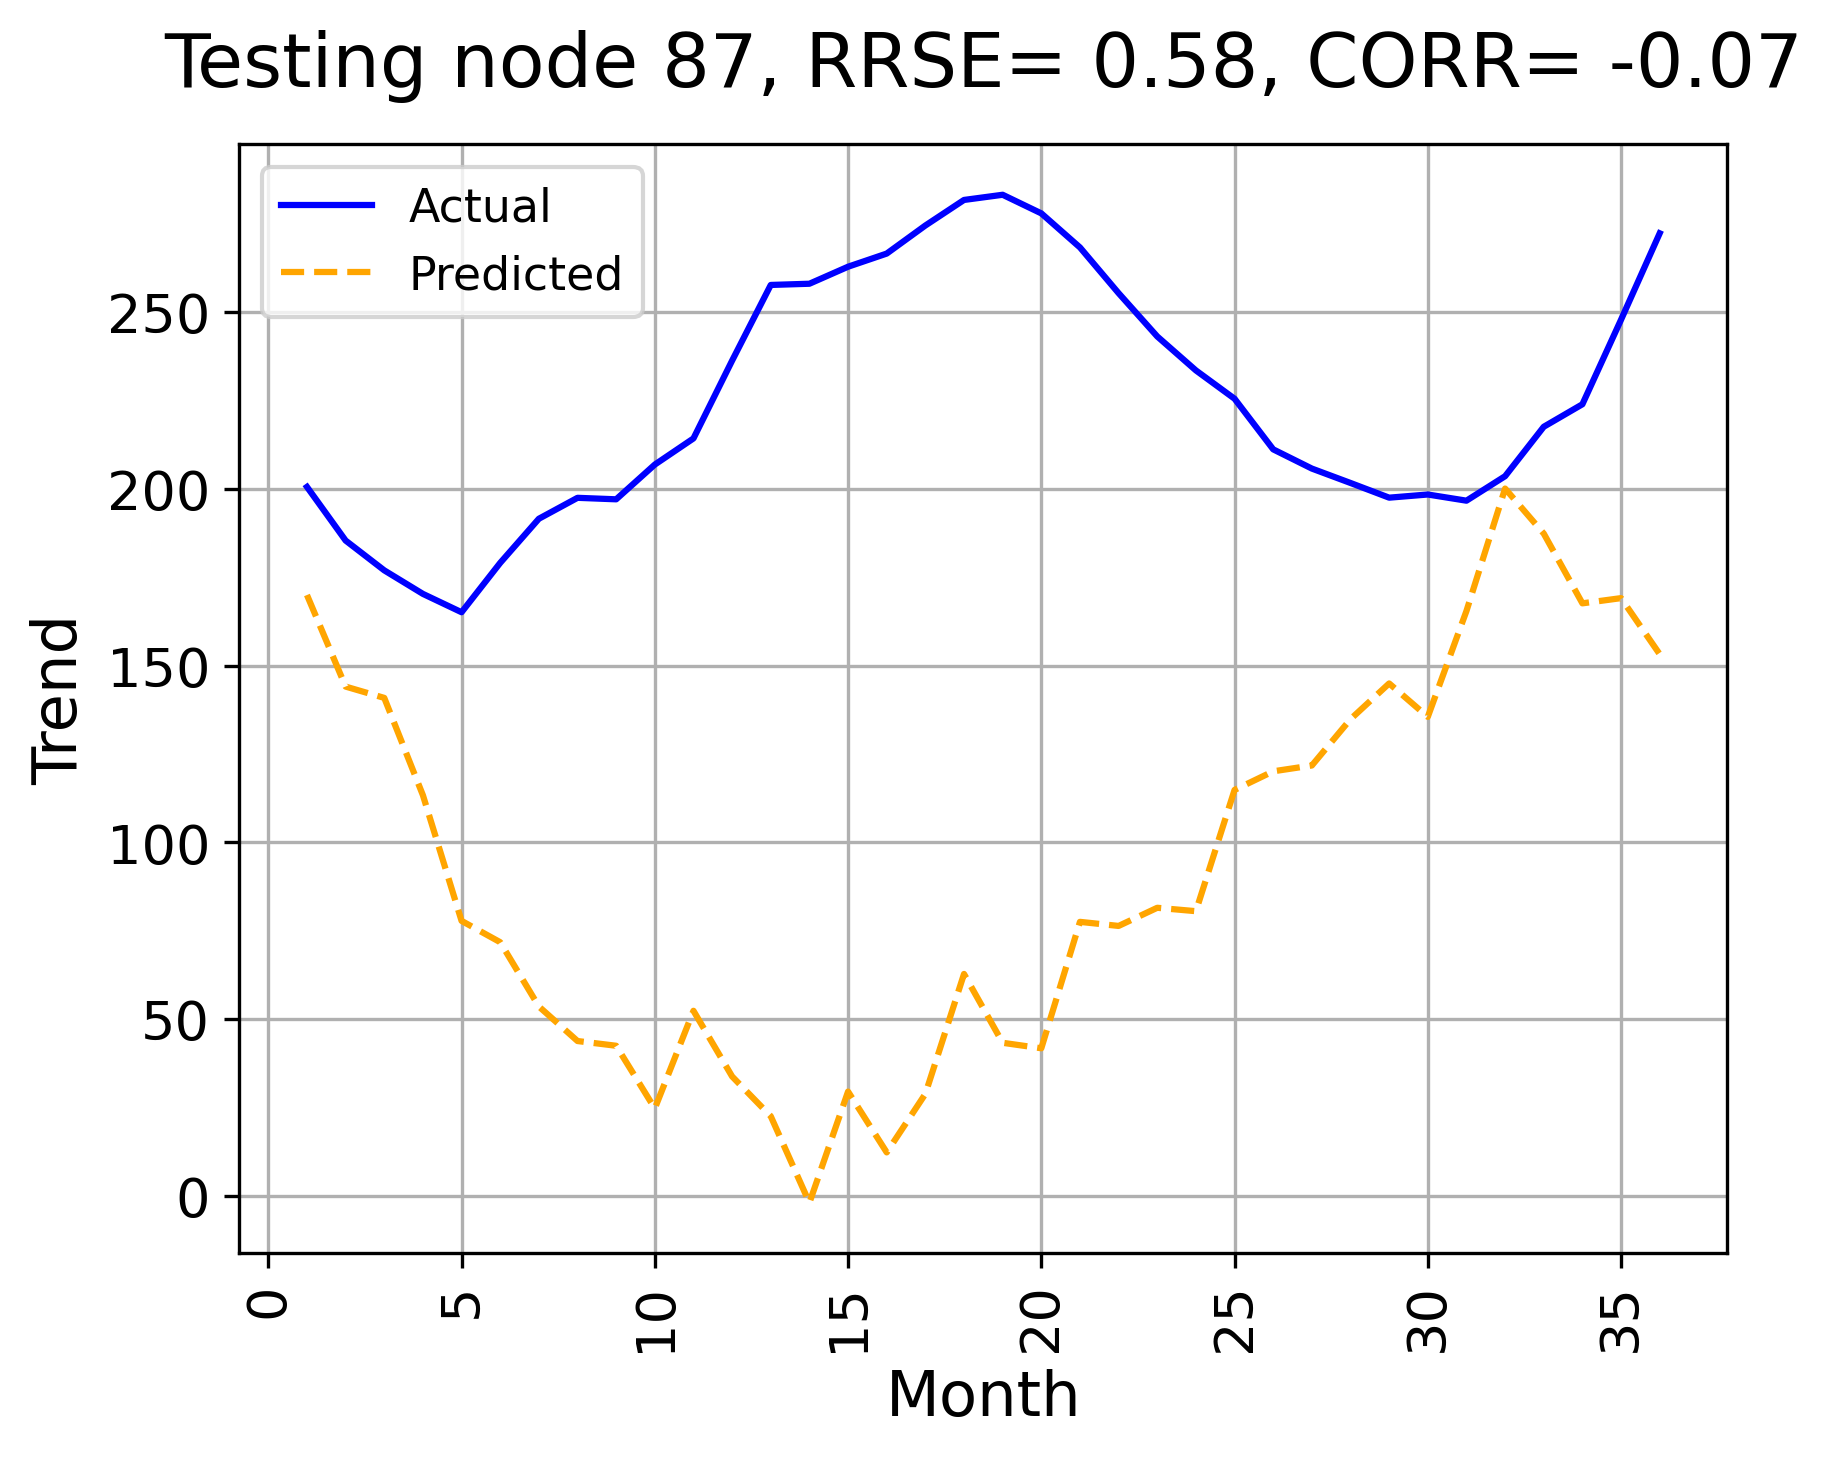 Testing node 87, RRSE= 0.58, CORR= -0.07
Actual
Predicted
Trend
250
200
150
100
50
0
0 5 10 15 20 25 30 35
Month